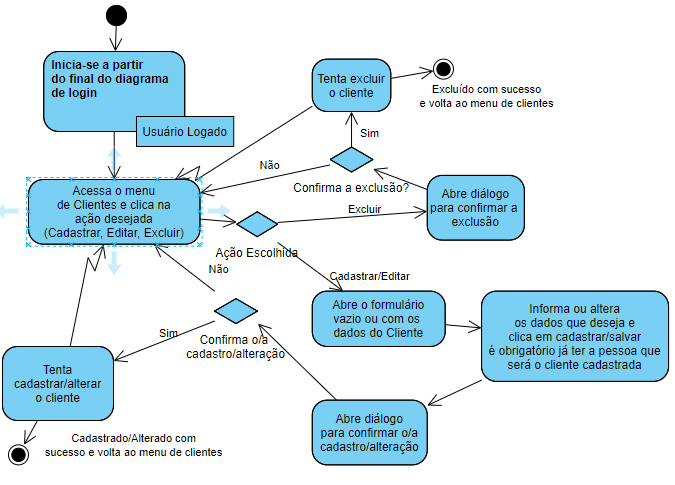 Inicia-se a partir
do final do diagrama
de login
Usuário Logado
Tenta excluir
o cliente
Excluído com sucesso
e volta ao menu de clientes
Sim
Não
Confirma a exclusão?
Acessa o menu
de Clientes e clica na
ação desejada
(Cadastrar, Editar, Excluir)
Abre diálogo
para confirmar a
exclusão
Excluir
Ação Escolhida
Não
Cadastrar/Editar
Abre o formulário
vazio ou com os
dados do Cliente
Informa ou altera
os dados que deseja e
clica em cadastrar/salvar
é obrigatório já ter a pessoa que
será o cliente cadastrada
Sim
Confirma o/a
cadastro/alteração
Tenta
cadastrar/alterar
o cliente
Abre diálogo
para confirmar o/a
cadastro/alteração
Cadastrado/Alterado com
sucesso e volta ao menu de clientes